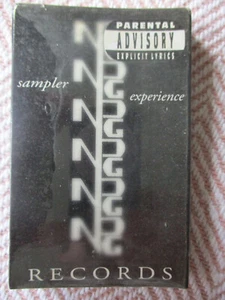 PARENTAL
ADVISORY
EXPLICIT LYRICS
sampler
experience
RECORDS